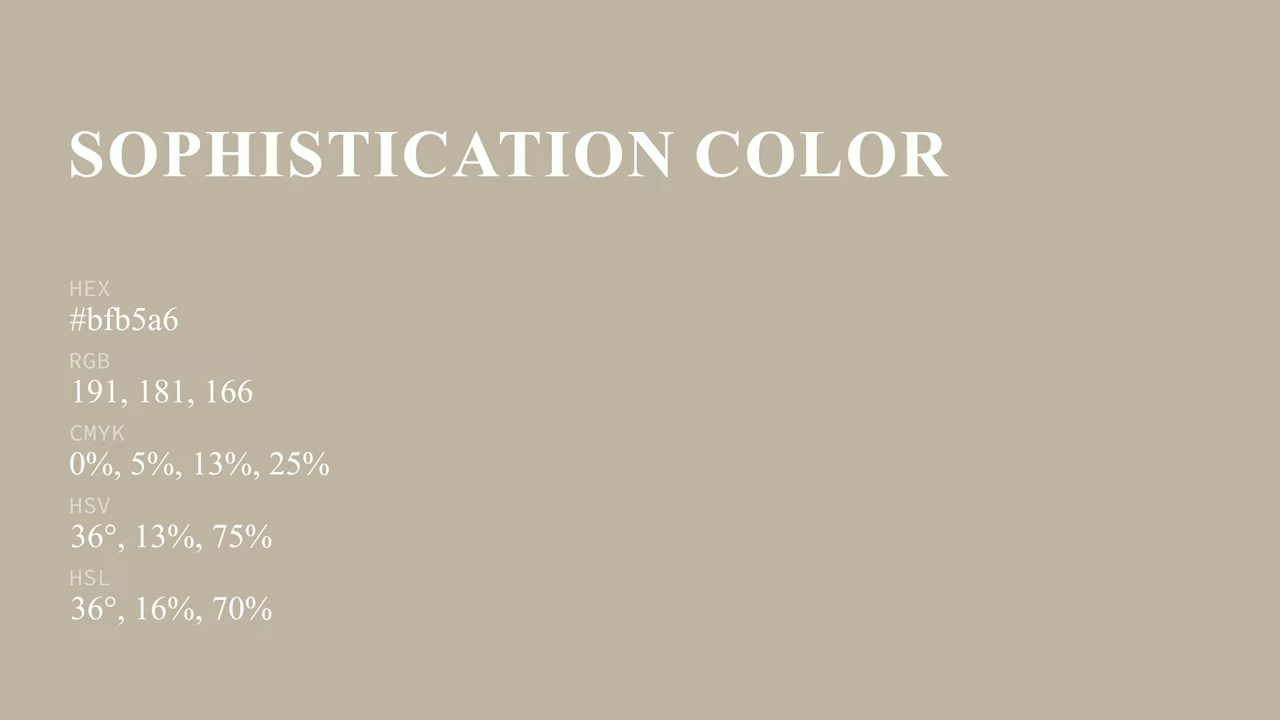 SOPHISTICATION COLOR
HEX
#bfb5a6
RGB
191, 181, 166
CMYK
0%, 5%, 13%, 25%
HSV
36°, 13%, 75%
HSL
36°, 16%, 70%